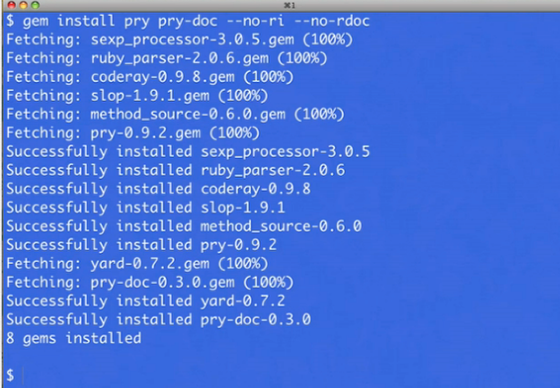 ⌘1
$ gem install pry pry-doc --no-ri --no-rdoc
Fetching: sexp_processor-3.0.5.gem (100%)
Fetching: ruby_parser-2.0.6.gem (100%)
Fetching: coderay-0.9.8.gem (100%)
Fetching: slop-1.9.1.gem (100%)
Fetching: method_source-0.6.0.gem (100%)
Fetching: pry-0.9.2.gem (100%)
Successfully installed sexp_processor-3.0.5
Successfully installed ruby_parser-2.0.6
Successfully installed coderay-0.9.8
Successfully installed slop-1.9.1
Successfully installed method_source-0.6.0
Successfully installed pry-0.9.2
Fetching: yard-0.7.2.gem (100%)
Fetching: pry-doc-0.3.0.gem (100%)
Successfully installed yard-0.7.2
Successfully installed pry-doc-0.3.0
8 gems installed
$